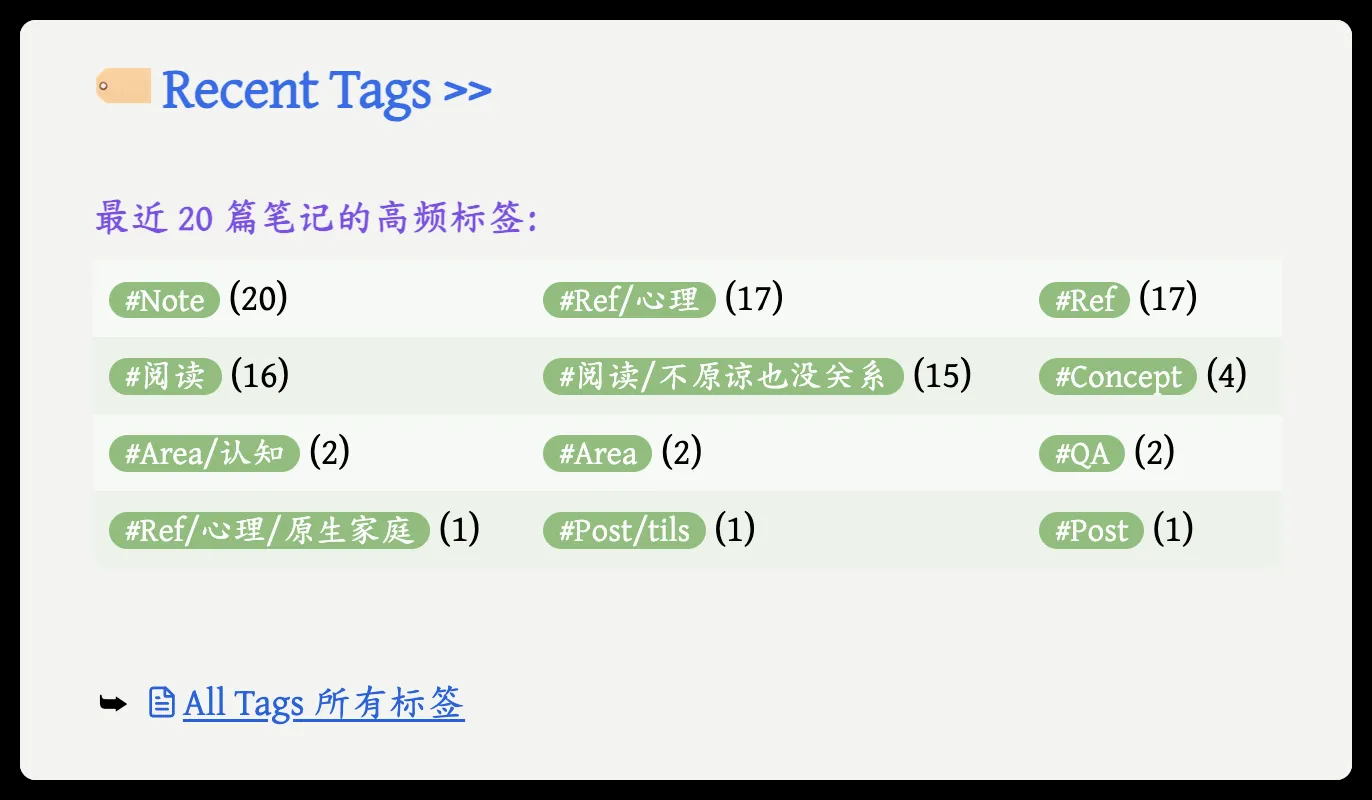 Recent Tags >>
最近 20 篇笔记的高频标签:
#Note (20) #Ref/心理 (17) #Ref (17)
#阅读 (16) #阅读/不原谅也没关系 (15) #Concept (4)
#Area/认知 (2) #Area (2) #QA (2)
#Ref/心理/原生家庭 (1) #Post/tils (1) #Post (1)
➥ All Tags 所有标签